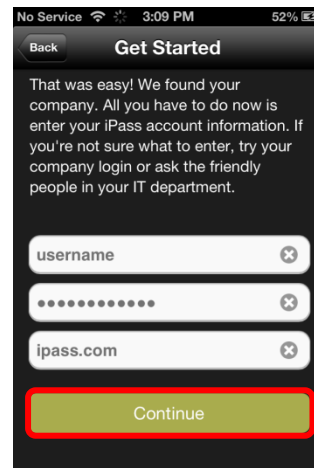 No Service 3:09 PM 52%
Back Get Started
That was easy! We found your
company. All you have to do now is
enter your iPass account information. If
you're not sure what to enter, try your
company login or ask the friendly
people in your IT department.
username
●●●●●●●●●●●●
ipass.com
Continue